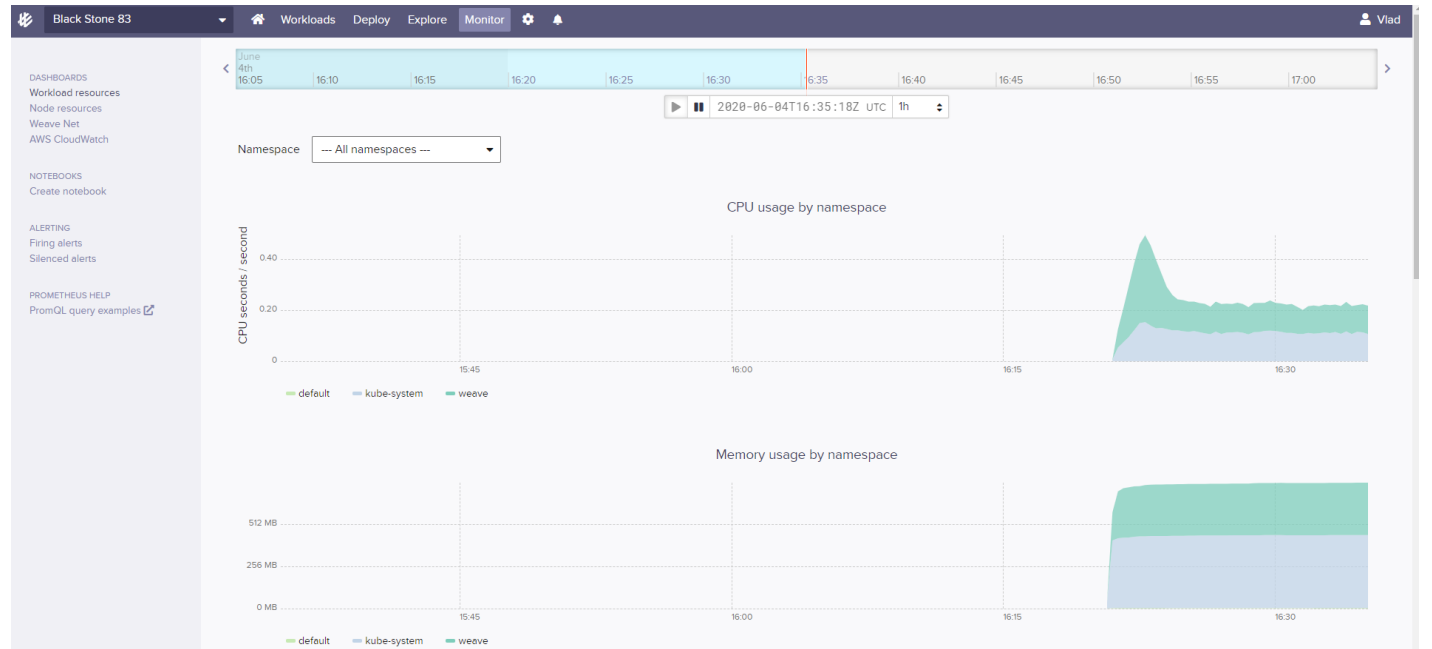 Black Stone 83 Workloads Deploy Explore Monitor Vlad
June
4th
16:05 16:10 16:15 16:20 16:25 16:30 16:35 16:40 16:45 16:50 16:55 17:00
2020-06-04T16:35:18Z UTC 1h
DASHBOARDS
Workload resources
Node resources
Weave Net
AWS CloudWatch
NOTEBOOKS
Create notebook
ALERTING
Firing alerts
Silenced alerts
PROMETHEUS HELP
PromQL query examples
Namespace --- All namespaces ---
CPU usage by namespace
CPU seconds / second
0.40
0.20
0
15:45 16:00 16:15 16:30
default kube-system weave
Memory usage by namespace
512 MB
256 MB
0 MB
15:45 16:00 16:15 16:30
default kube-system weave